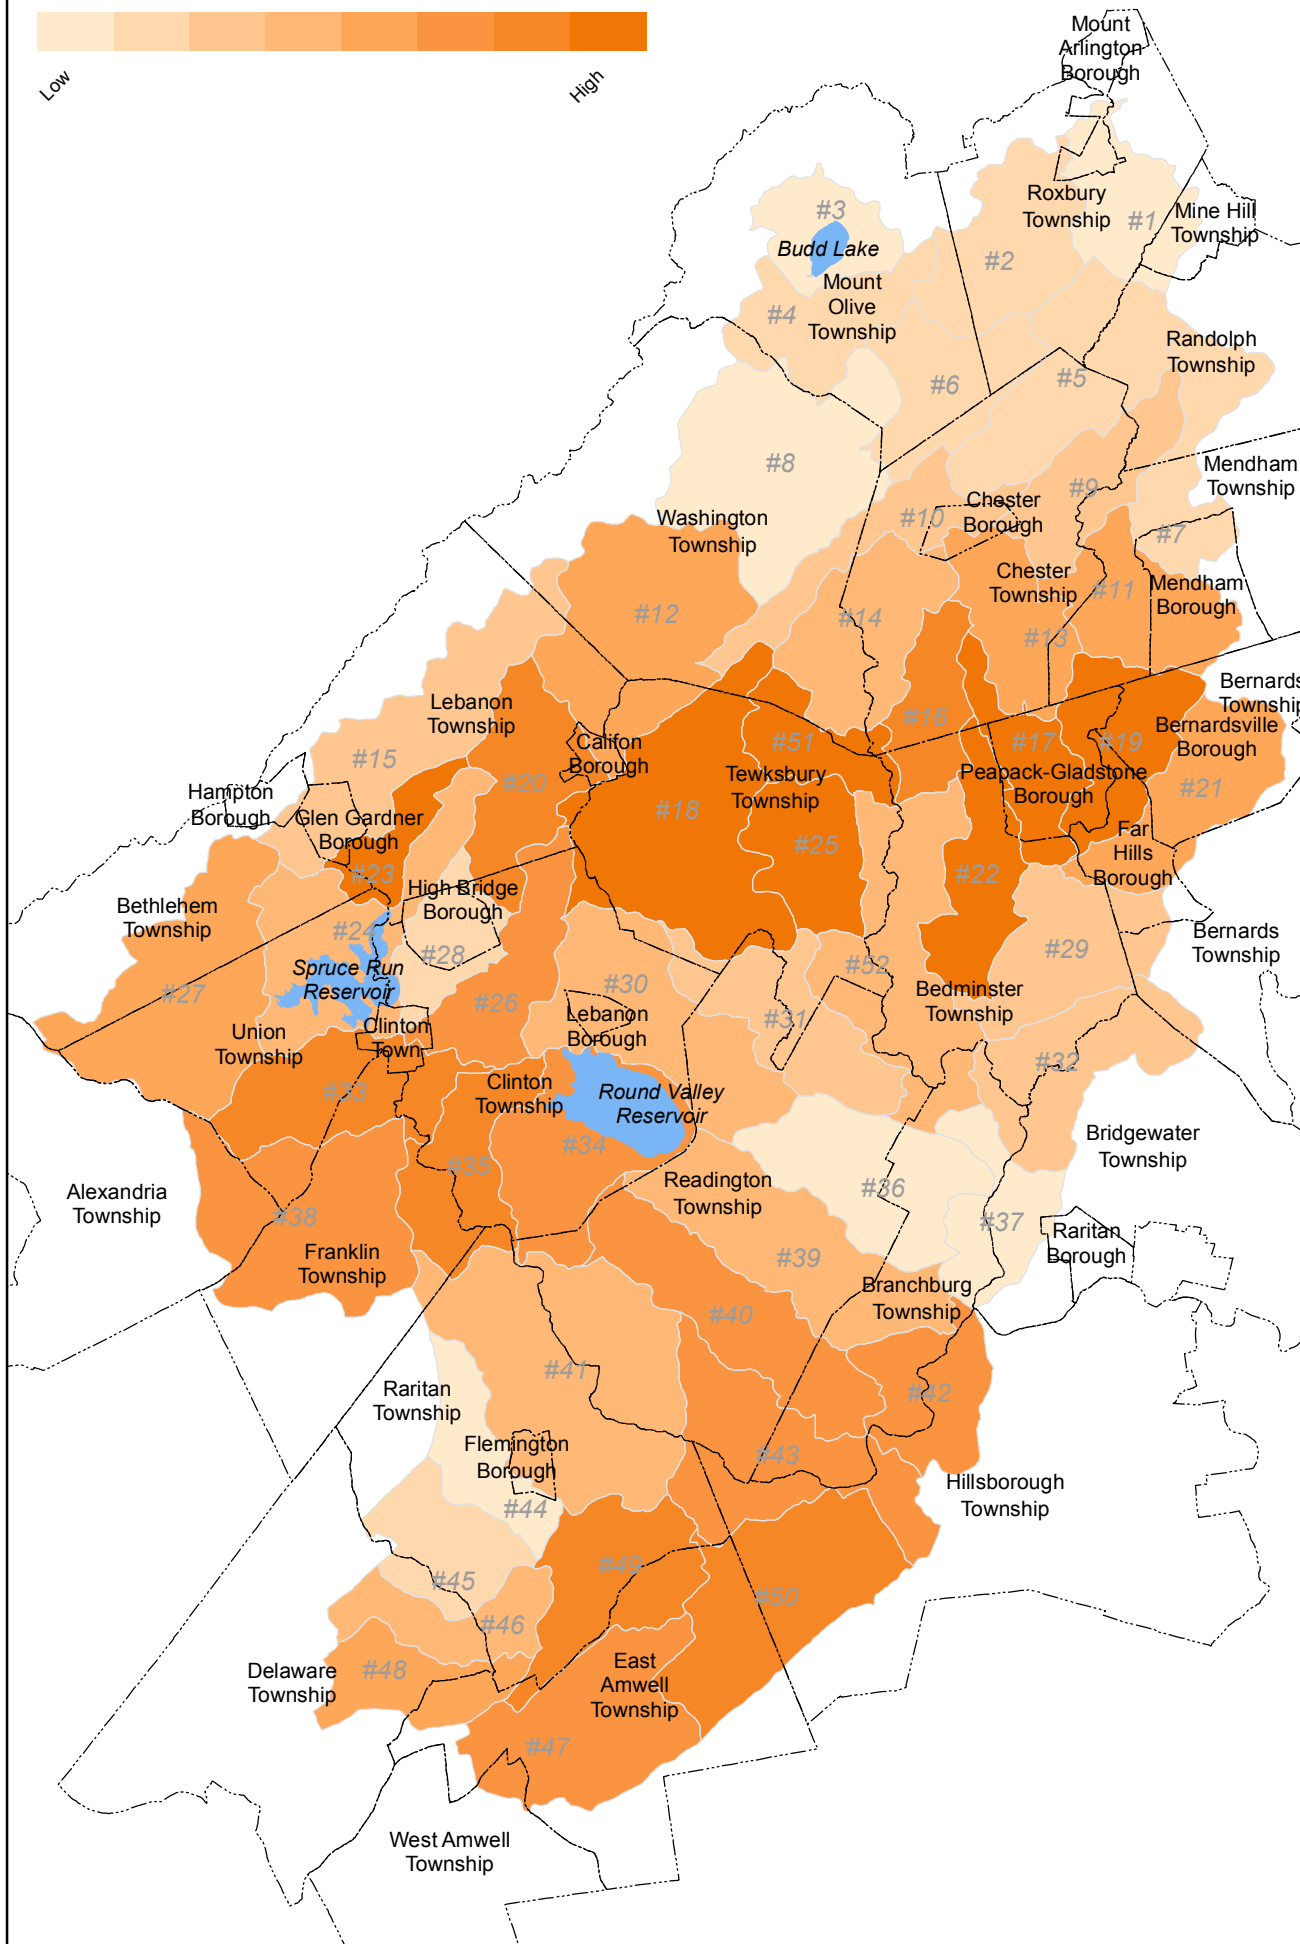 Low
High
Mount
Arlington
Borough
Roxbury
Township
#1
Mine Hill
Township
#3
Budd Lake
#2
Mount
Olive
Township
#4
Randolph
Township
#5
#6
#8
Mendham
Township
#9
Chester
Borough
#10
Washington
Township
#7
Chester
Township
#11
Mendham
Borough
#12
#14
#13
Bernards
Township
Lebanon
Township
#16
Bernardsville
Borough
#15
Califon
Borough
#51
#17
#19
Tewksbury
Township
Peapack-Gladstone
Borough
#20
#21
Hampton
Borough
Glen Gardner
Borough
#18
#25
Far
Hills
Borough
#23
#22
High Bridge
Borough
Bethlehem
Township
#24
#28
#29
Bernards
Township
Spruce Run
Reservoir
#52
#27
#26
#30
Bedminster
Township
Union
Township
Clinton
Town
Lebanon
Borough
#31
#32
#33
Clinton
Township
Round Valley
Reservoir
#34
#35
Bridgewater
Township
Alexandria
Township
Readington
Township
#36
#38
#37
Raritan
Borough
Franklin
Township
#39
Branchburg
Township
#40
#41
#42
Raritan
Township
Flemington
Borough
#43
Hillsborough
Township
#44
#45
#49
#50
#46
Delaware
Township
#48
East
Amwell
Township
#47
West Amwell
Township